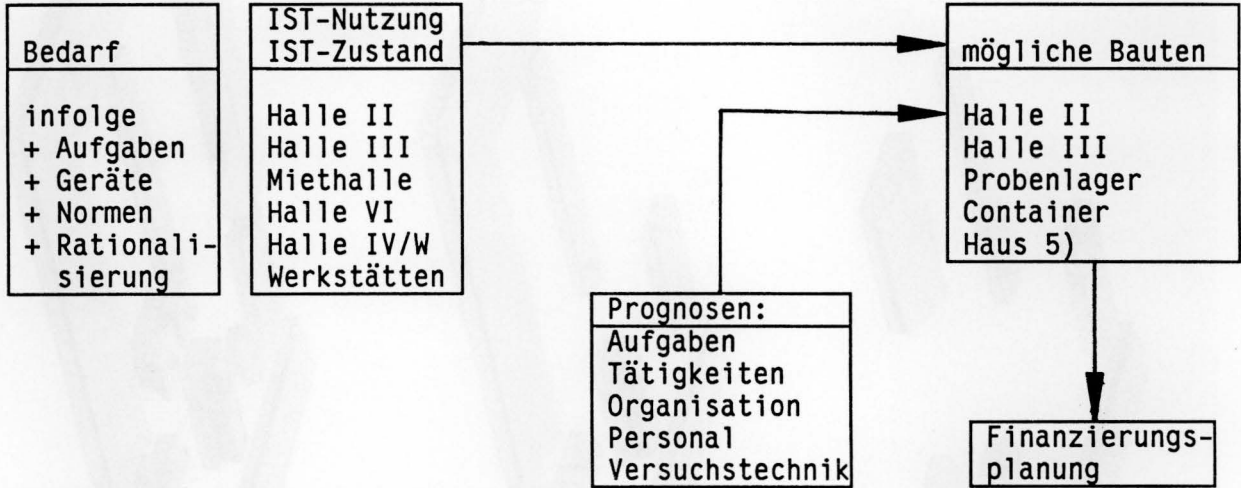 Bedarf
infolge
+ Aufgaben
+ Geräte
+ Normen
+ Rationali-
sierung
IST-Nutzung
IST-Zustand
Halle II
Halle III
Miethalle
Halle VI
Halle IV/W
Werkstätten
mögliche Bauten
Halle II
Halle III
Probenlager
Container
Haus 5)
Prognosen:
Aufgaben
Tätigkeiten
Organisation
Personal
Versuchstechnik
Finanzierungs-
planung